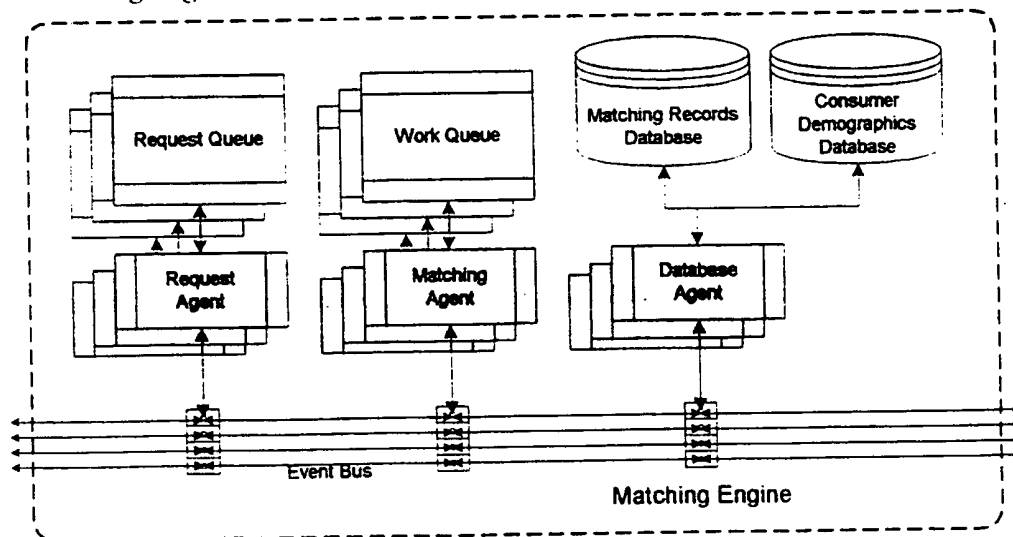 Request Queue
Work Queue
Matching Records
Database
Consumer
Demographics
Database
Request
Agent
Matching
Agent
Database
Agent
Event Bus
Matching Engine